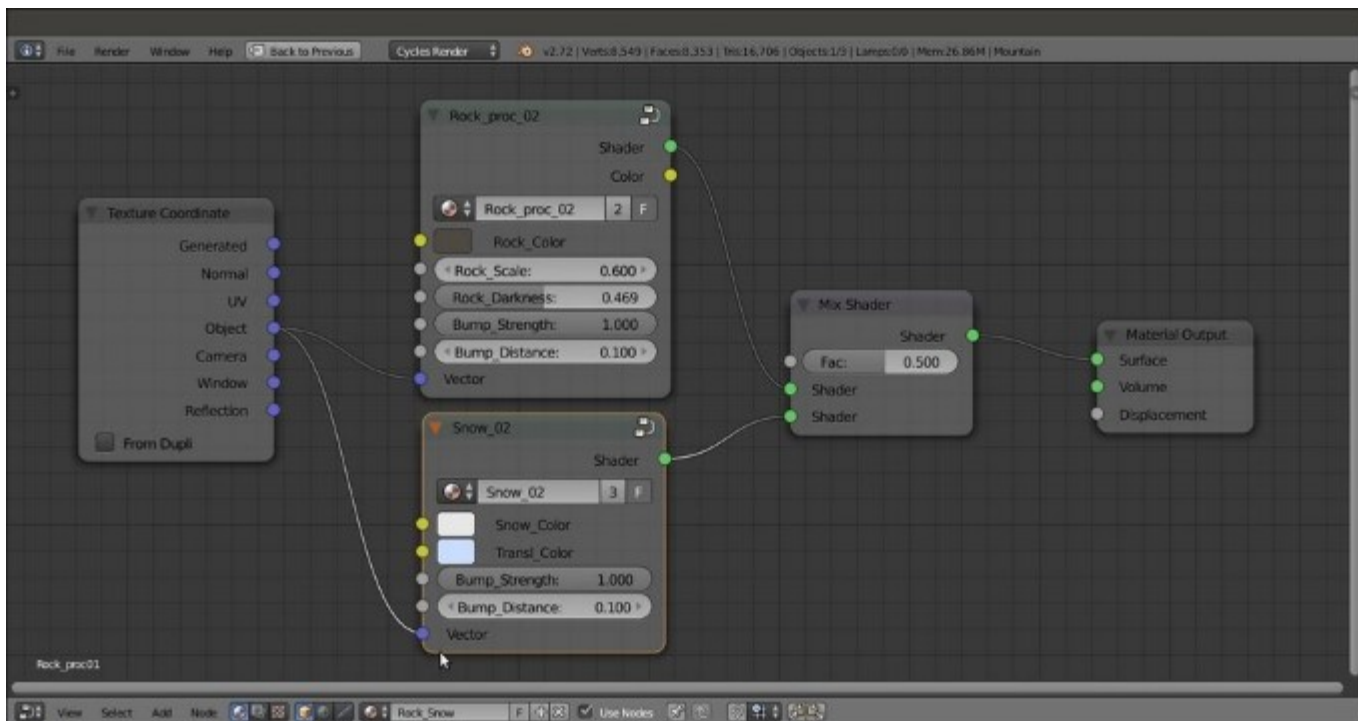 File Render Window Help Back to Previous Cycles Render v2.72 | Verts:8,549 | Faces:8,353 | Tris:16,706 | Objects:1/3 | Lamps:0/0 | Mem:26.86M | Mountain
Rock_proc_02
Shader
Color
Rock_proc_02 2 F
Rock_Color
Rock_Scale: 0.600
Rock_Darkness: 0.469
Bump_Strength: 1.000
Bump_Distance: 0.100
Vector
Texture Coordinate
Generated
Normal
UV
Object
Camera
Window
Reflection
From Dupli
Snow_02
Shader
Snow_02 3 F
Snow_Color
Transl_Color
Bump_Strength: 1.000
Bump_Distance: 0.100
Vector
Mix Shader
Shader
Fac: 0.500
Shader
Shader
Material Output
Surface
Volume
Displacement
Rock_proc01
View Select Add Node Rock_Snow F Use Nodes